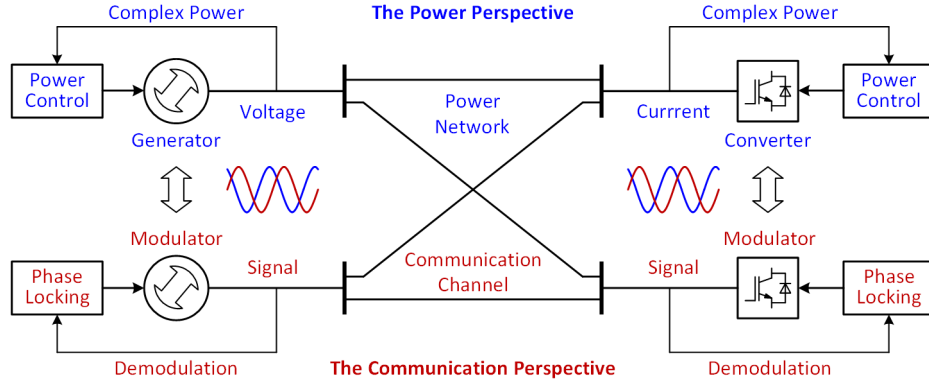 Complex Power
The Power Perspective
Complex Power
Power
Control
Voltage
Generator
Power
Network
Currrent
Converter
Power
Control
Modulator
Phase
Locking
Signal
Communication
Channel
Signal
Modulator
Phase
Locking
Demodulation
The Communication Perspective
Demodulation